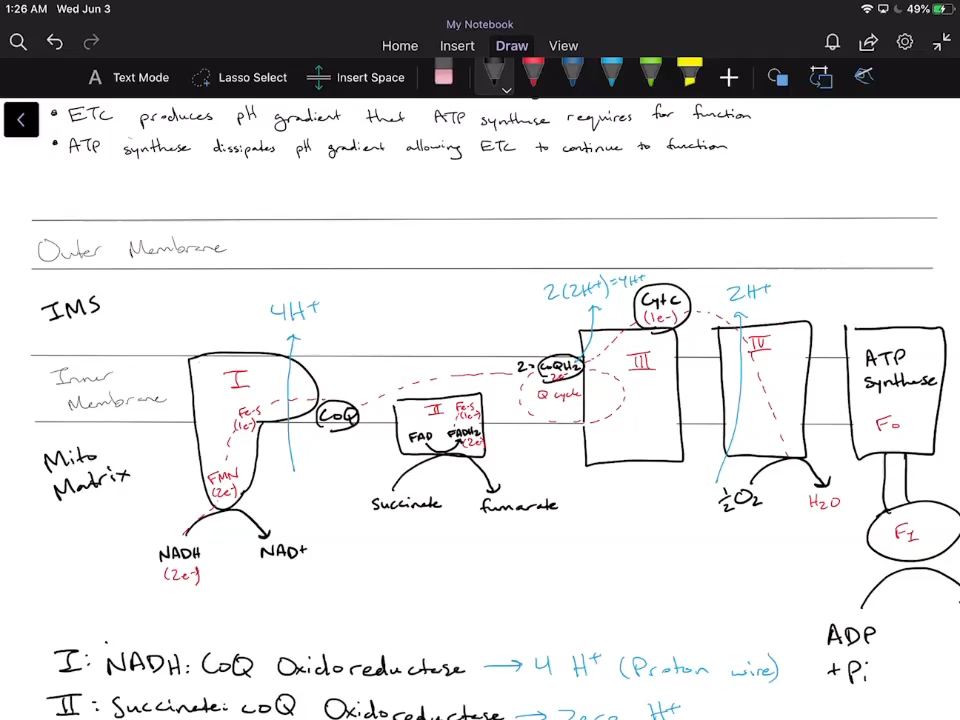 1:26 AM Wed Jun 3
49%
My Notebook
Home Insert Draw View
Text Mode Lasso Select Insert Space
• ETC produces pH gradient that ATP synthase requires for function
• ATP synthese dissipates pH gradient allowing ETC to continue to function
Outer Membrane
IMS
4H+
2(2H+)=4H+
Cyt C
(1e-)
2H+
Inner
Membrane
I
Fe-S
(1e-)
CoQ
II
Fe-S
(1e-)
FAD
FADH2
(2e-)
2x
CoQH2
2e-
Q cycle
III
IV
ATP
Synthase
F0
Mito
Matrix
FMN
(2e-)
Succinate
fumarate
½O2
H2O
F1
NADH
(2e-)
NAD+
ADP
+Pi
I: NADH: CoQ Oxidoreductase → 4 H+ (Proton wire)
II: Succinate: CoQ Oxidoreductase → Zero H+